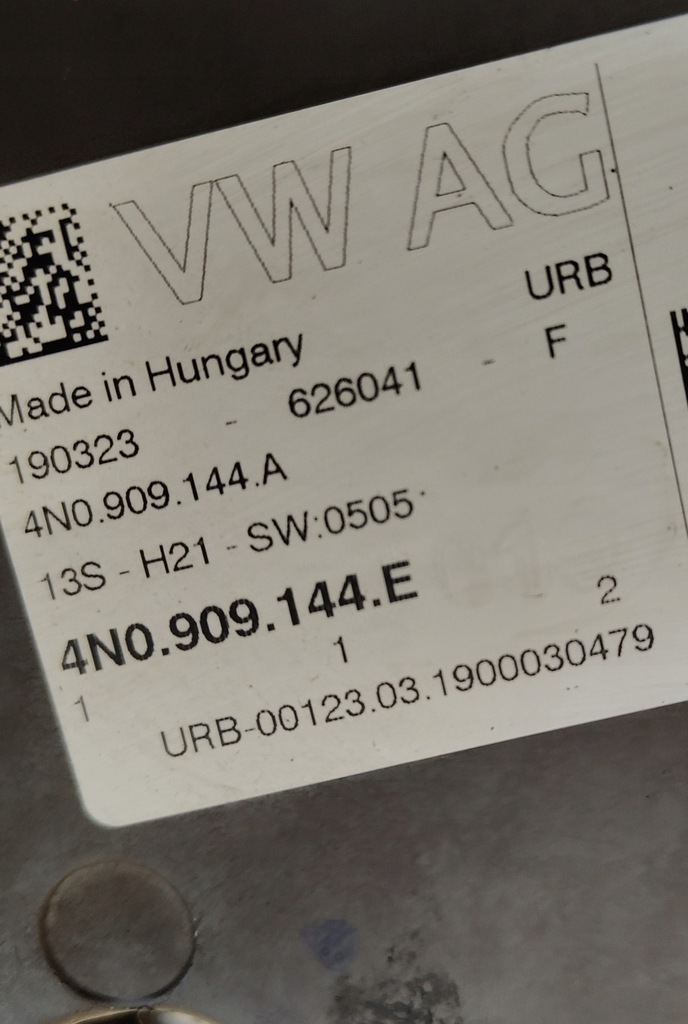 VW AG
URB
Made in Hungary
190323 - 626041 - F
4N0.909.144.A
13S - H21 - SW:0505
4N0.909.144.E
1 1 2
URB-00123.03.1900030479